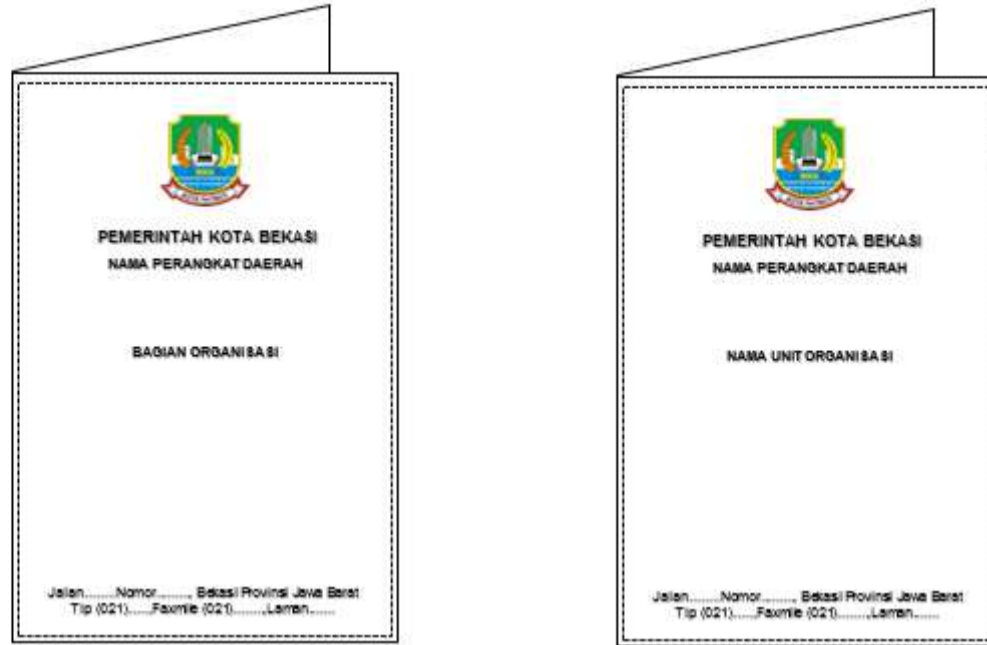 PEMERINTAH KOTA BEKASI
NAMA PERANGKAT DAERAH
BAGIAN ORGANISASI
Jalan........Nomor........, Bekasi Provinsi Jawa Barat
Tlp (021)......,Faxmile (021)........,Laman.......
PEMERINTAH KOTA BEKASI
NAMA PERANGKAT DAERAH
NAMA UNIT ORGANISASI
Jalan........Nomor........, Bekasi Provinsi Jawa Barat
Tlp (021)......,Faxmile (021)........,Laman.......